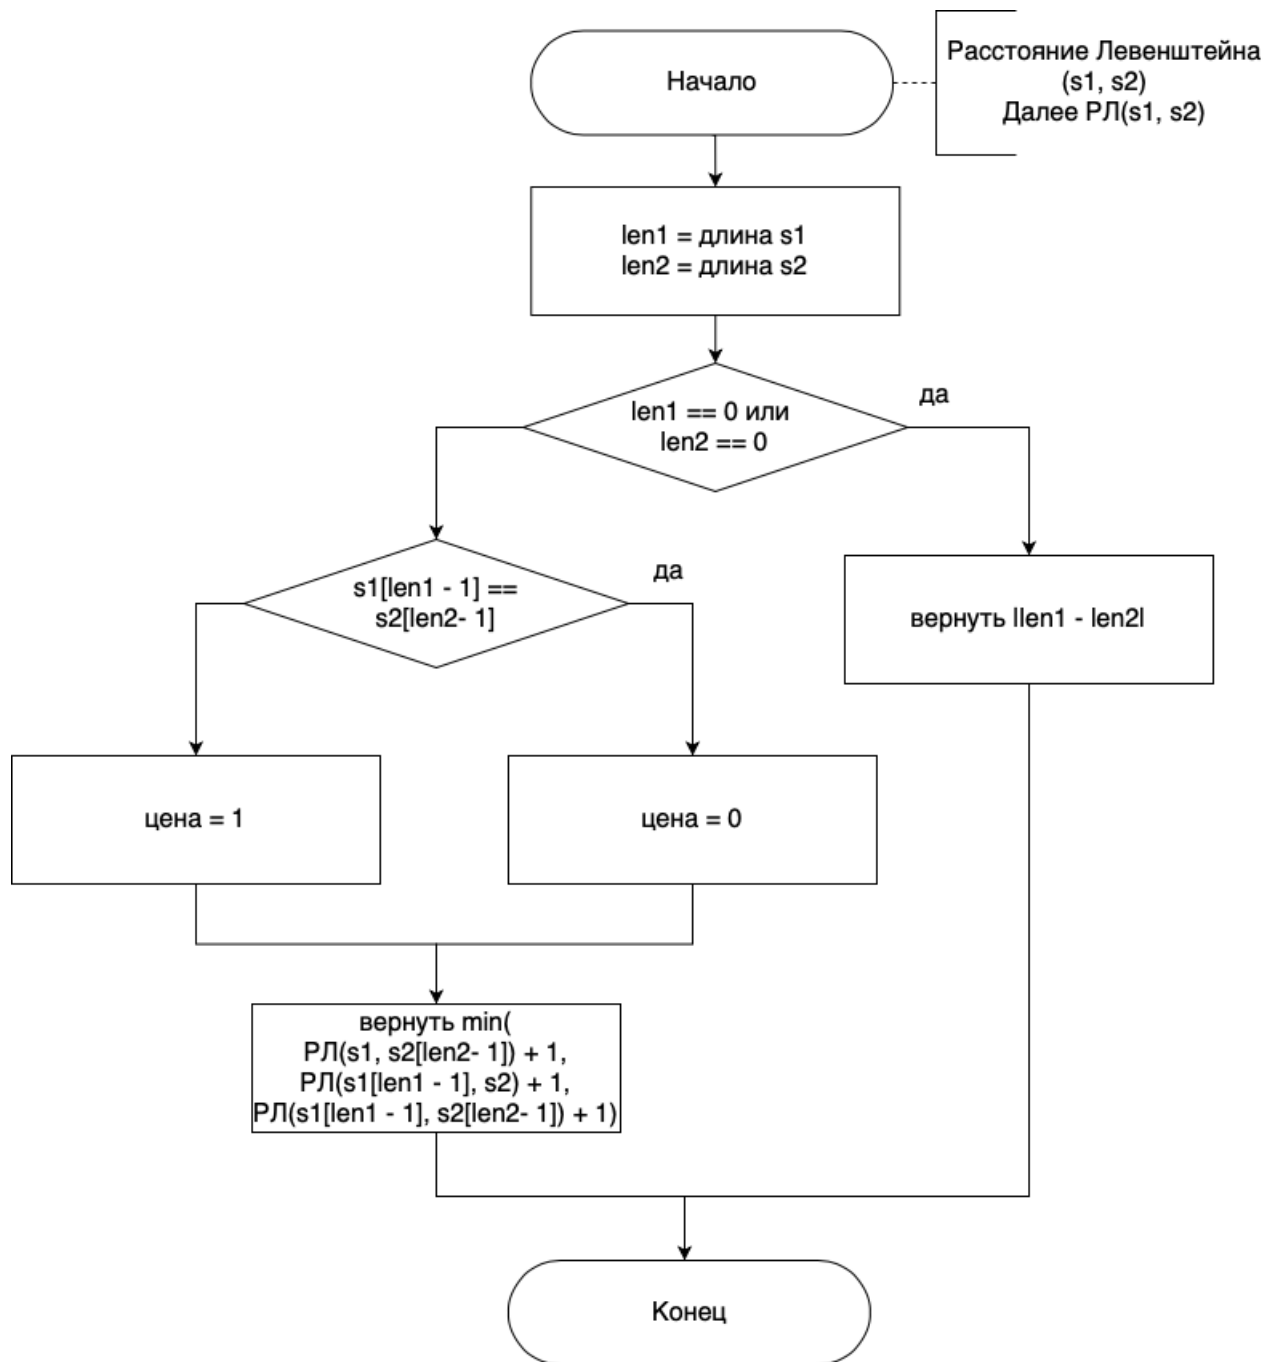 Начало
Расстояние Левенштейна
(s1, s2)
Далее РЛ(s1, s2)
len1 = длина s1
len2 = длина s2
len1 == 0 или
len2 == 0
да
s1[len1 - 1] ==
s2[len2- 1]
да
вернуть |len1 - len2|
цена = 1
цена = 0
вернуть min(
РЛ(s1, s2[len2- 1]) + 1,
РЛ(s1[len1 - 1], s2) + 1,
РЛ(s1[len1 - 1], s2[len2- 1]) + 1)
Конец